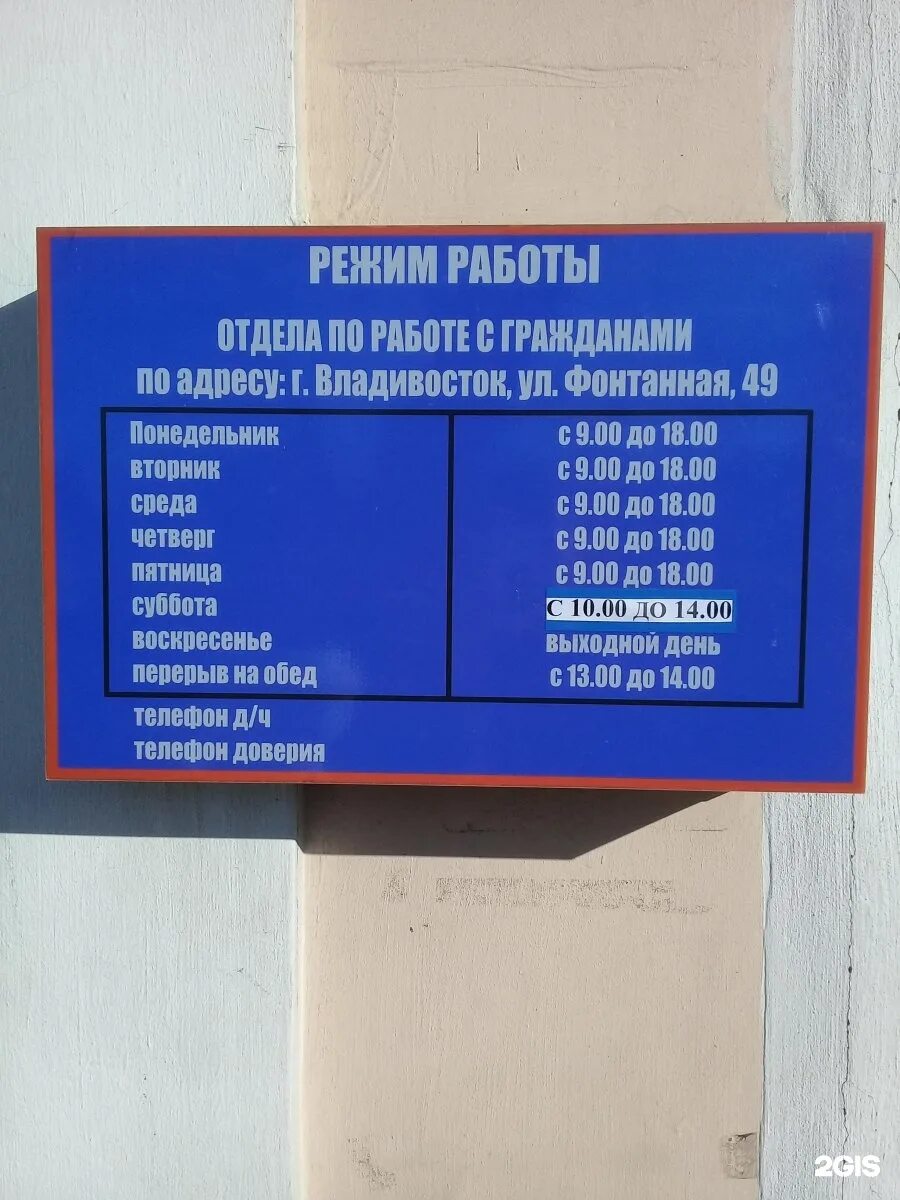 РЕЖИМ РАБОТЫ
ОТДЕЛА ПО РАБОТЕ С ГРАЖДАНАМИ
по адресу: г. Владивосток, ул. Фонтанная, 49
Понедельник с 9.00 до 18.00
вторник с 9.00 до 18.00
среда с 9.00 до 18.00
четверг с 9.00 до 18.00
пятница с 9.00 до 18.00
суббота С 10.00 ДО 14.00
воскресенье выходной день
перерыв на обед с 13.00 до 14.00
телефон д/ч
телефон доверия
2GIS